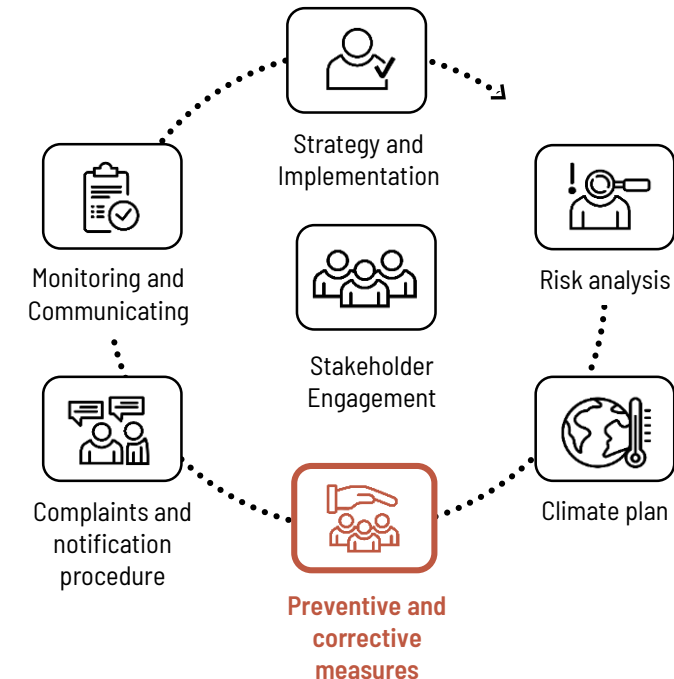 Strategy and
Implementation
Risk analysis
Climate plan
Preventive and
corrective
measures
Complaints and
notification
procedure
Monitoring and
Communicating
Stakeholder
Engagement